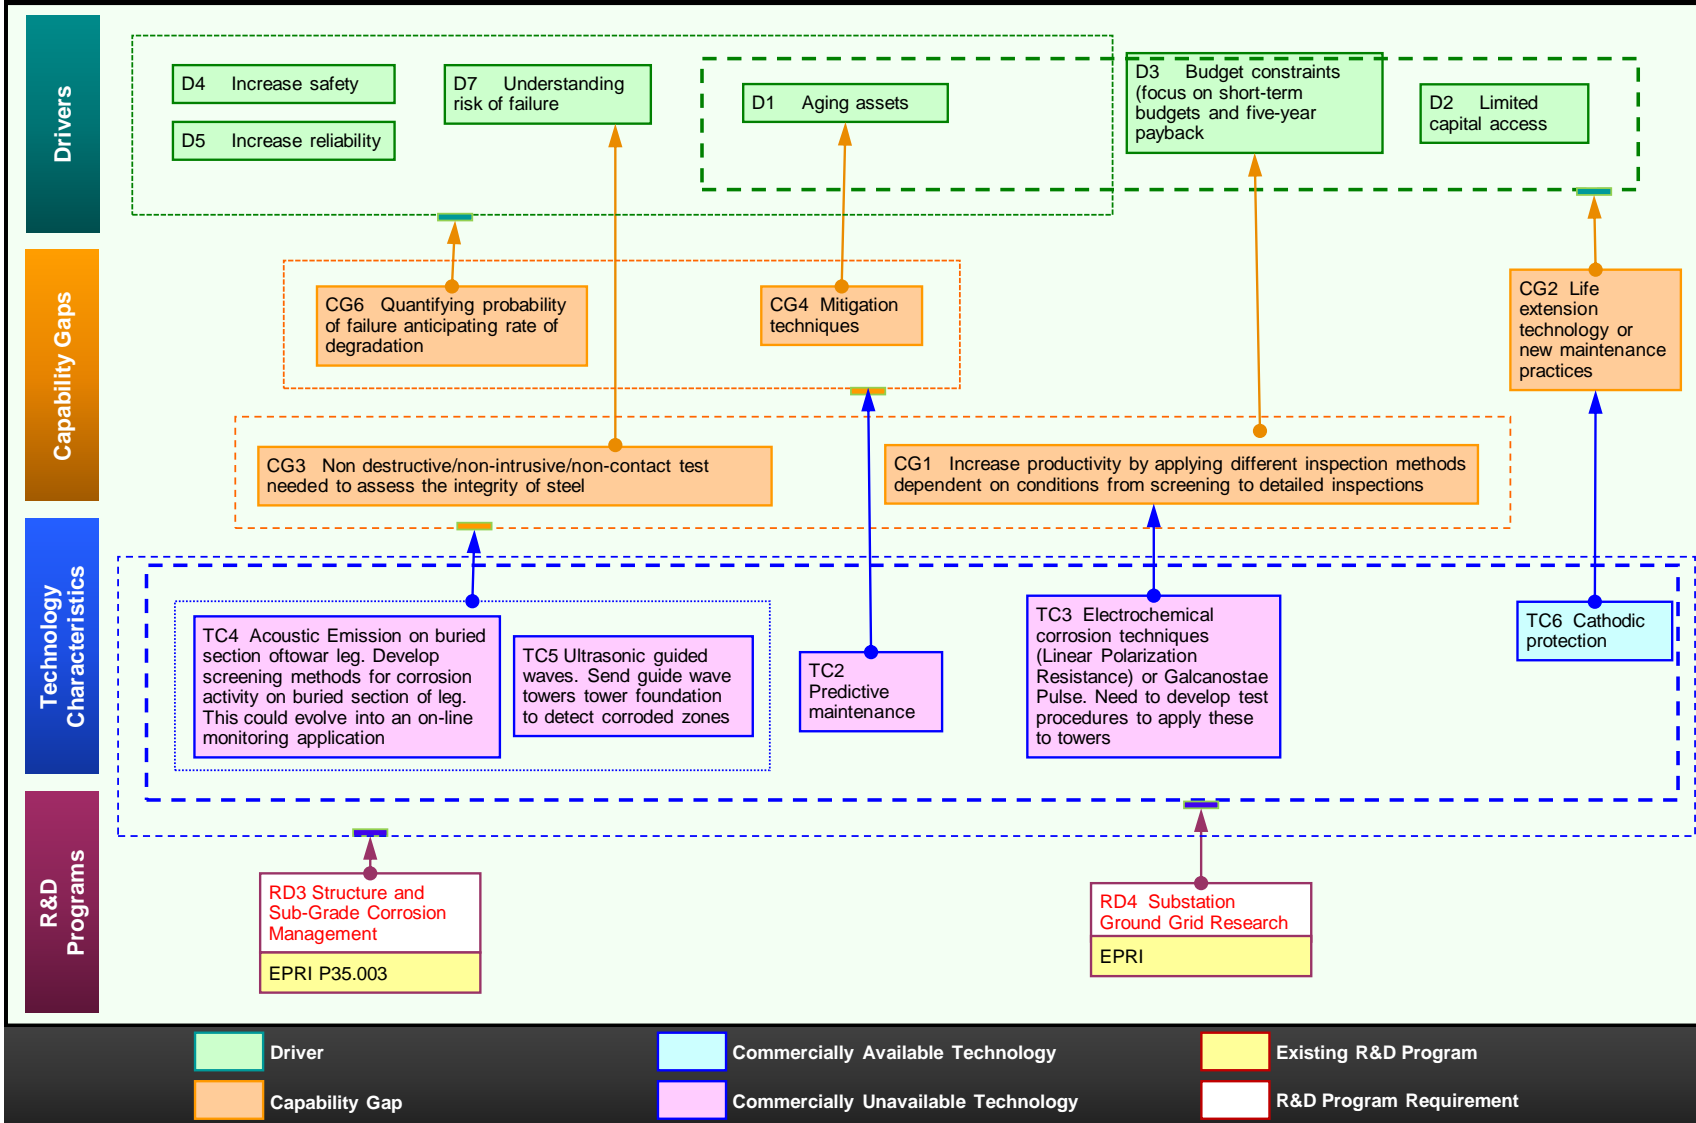 Drivers
D4 Increase safety
D5 Increase reliability
D7 Understanding
risk of failure
D1 Aging assets
D3 Budget constraints
(focus on short-term
budgets and five-year
payback
D2 Limited
capital access
Capability Gaps
CG6 Quantifying probability
of failure anticipating rate of
degradation
CG4 Mitigation
techniques
CG2 Life
extension
technology or
new maintenance
practices
CG3 Non destructive/non-intrusive/non-contact test
needed to assess the integrity of steel
CG1 Increase productivity by applying different inspection methods
dependent on conditions from screening to detailed inspections
Technology
Characteristics
TC4 Acoustic Emission on buried
section oftowar leg. Develop
screening methods for corrosion
activity on buried section of leg.
This could evolve into an on-line
monitoring application
TC5 Ultrasonic guided
waves. Send guide wave
towers tower foundation
to detect corroded zones
TC2
Predictive
maintenance
TC3 Electrochemical
corrosion techniques
(Linear Polarization
Resistance) or Galcanostae
Pulse. Need to develop test
procedures to apply these
to towers
TC6 Cathodic
protection
R&D
Programs
RD3 Structure and
Sub-Grade Corrosion
Management
EPRI P35.003
RD4 Substation
Ground Grid Research
EPRI
Driver
Commercially Available Technology
Existing R&D Program
Capability Gap
Commercially Unavailable Technology
R&D Program Requirement